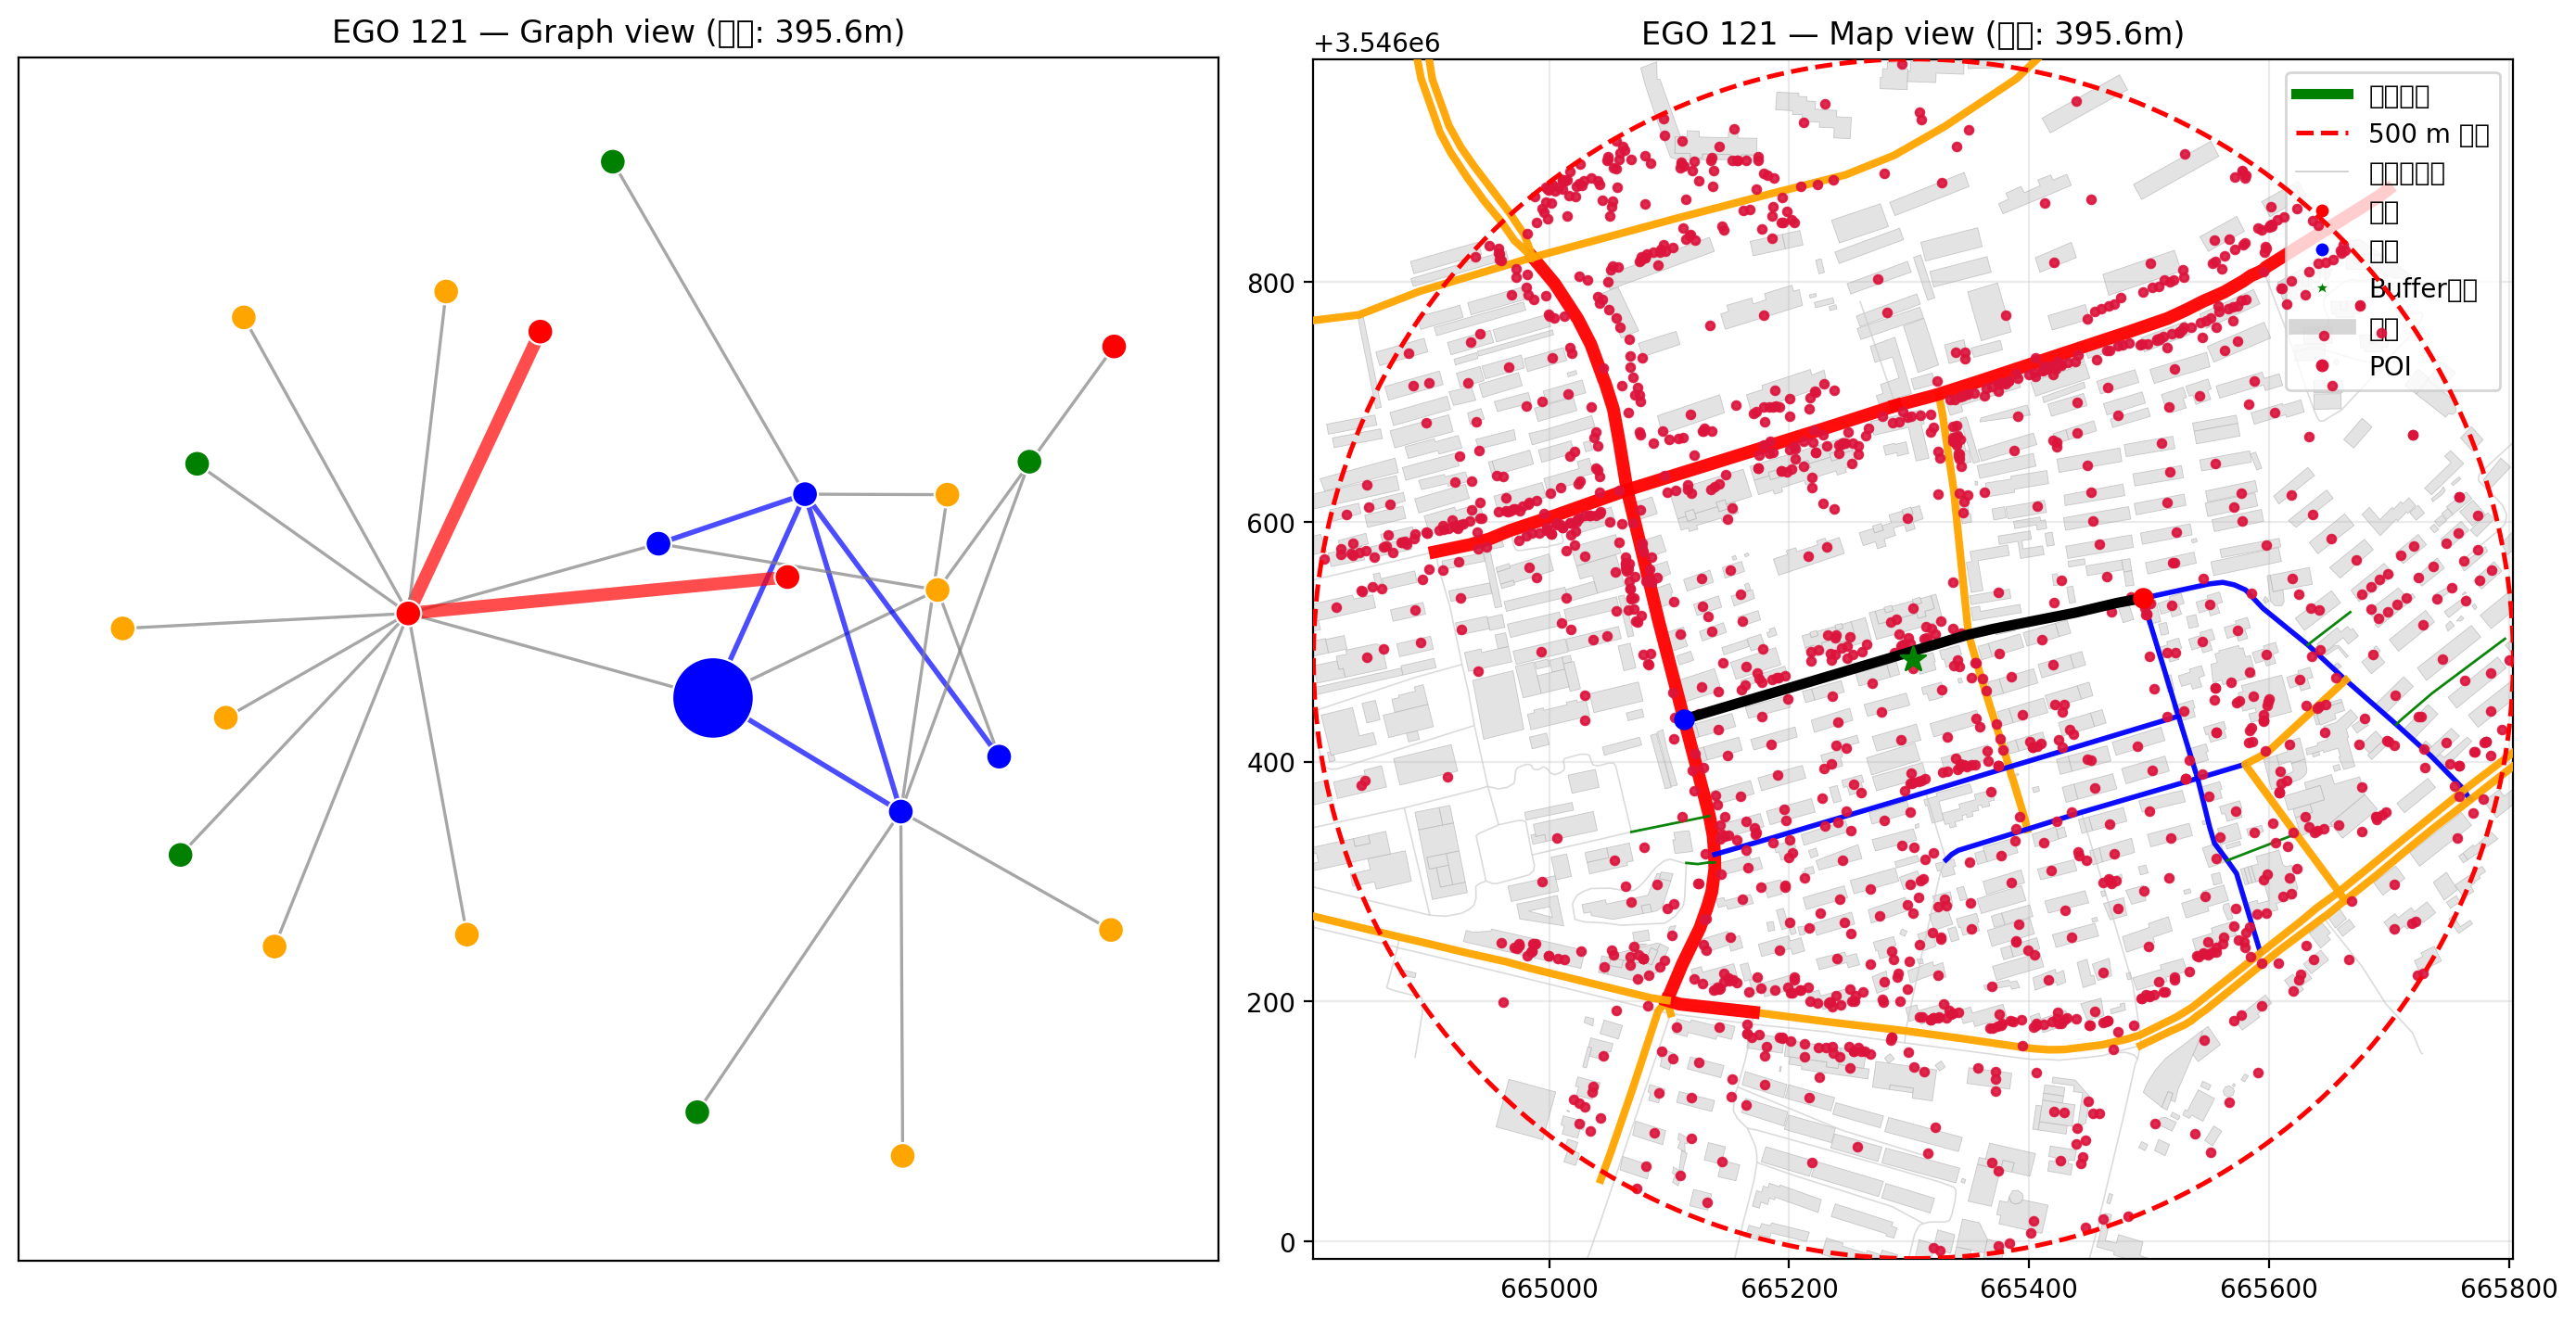 EGO 121 — Graph view (: 395.6m)
EGO 121 — Map view (: 395.6m)
+3.546e6
500 m
Buffer
POI
800
600
400
200
0
665000 665200 665400 665600 665800